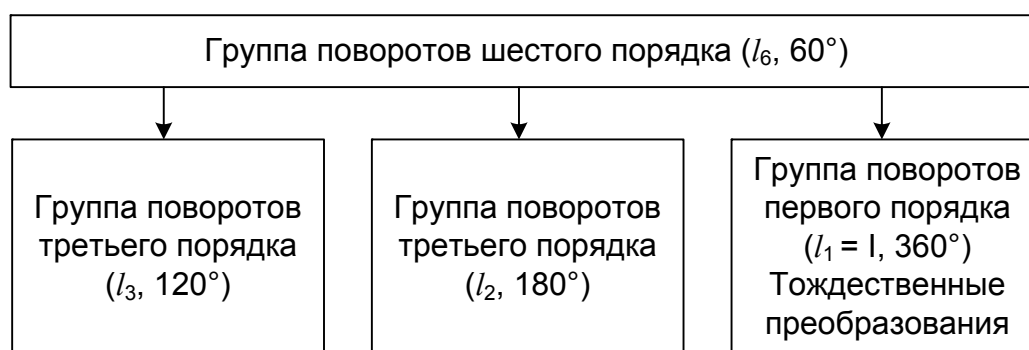 Группа поворотов шестого порядка (l₆, 60°)
Группа поворотов
третьего порядка
(l₃, 120°)
Группа поворотов
третьего порядка
(l₂, 180°)
Группа поворотов
первого порядка
(l₁ = I, 360°)
Тождественные
преобразования